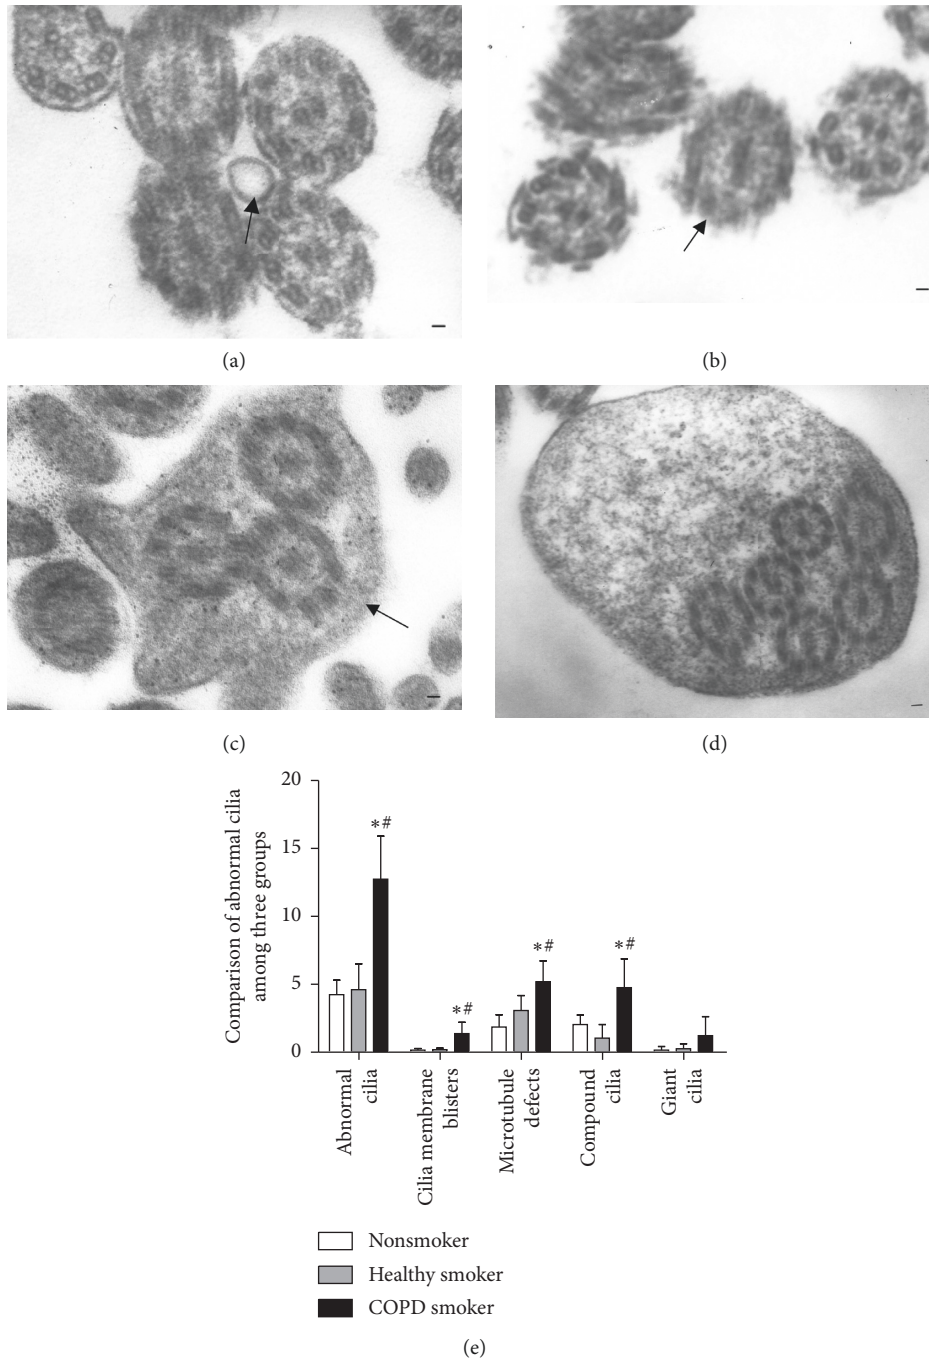 (a)
(b)
(c)
(d)
Comparison of abnormal cilia
among three groups
20
15
10
5
0
*#
*#
*#
*#
Abnormal
cilia
Cilia membrane
blisters
Microtubule
defects
Compound
cilia
Giant
cilia
Nonsmoker
Healthy smoker
COPD smoker
(e)